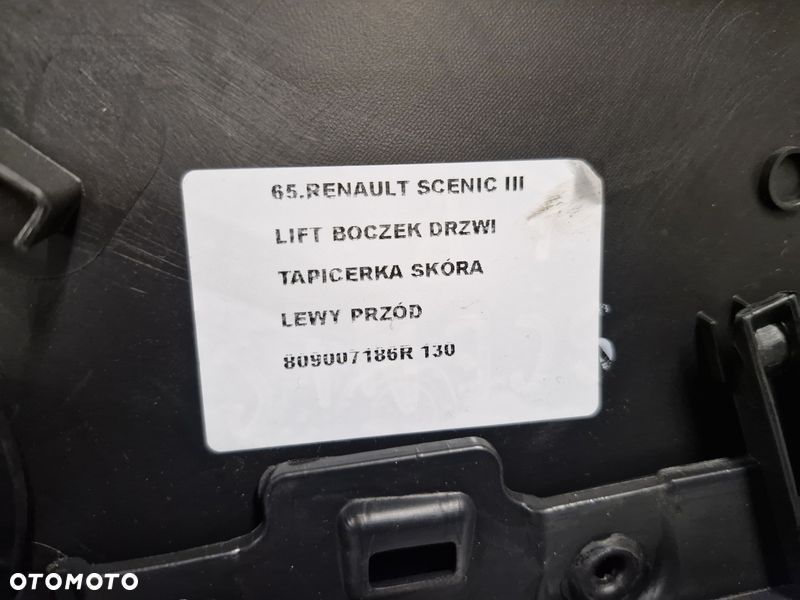 65.RENAULT SCENIC III
LIFT BOCZEK DRZWI
TAPICERKA SKÓRA
LEWY PRZÓD
809007186R 130
OTOMOTO